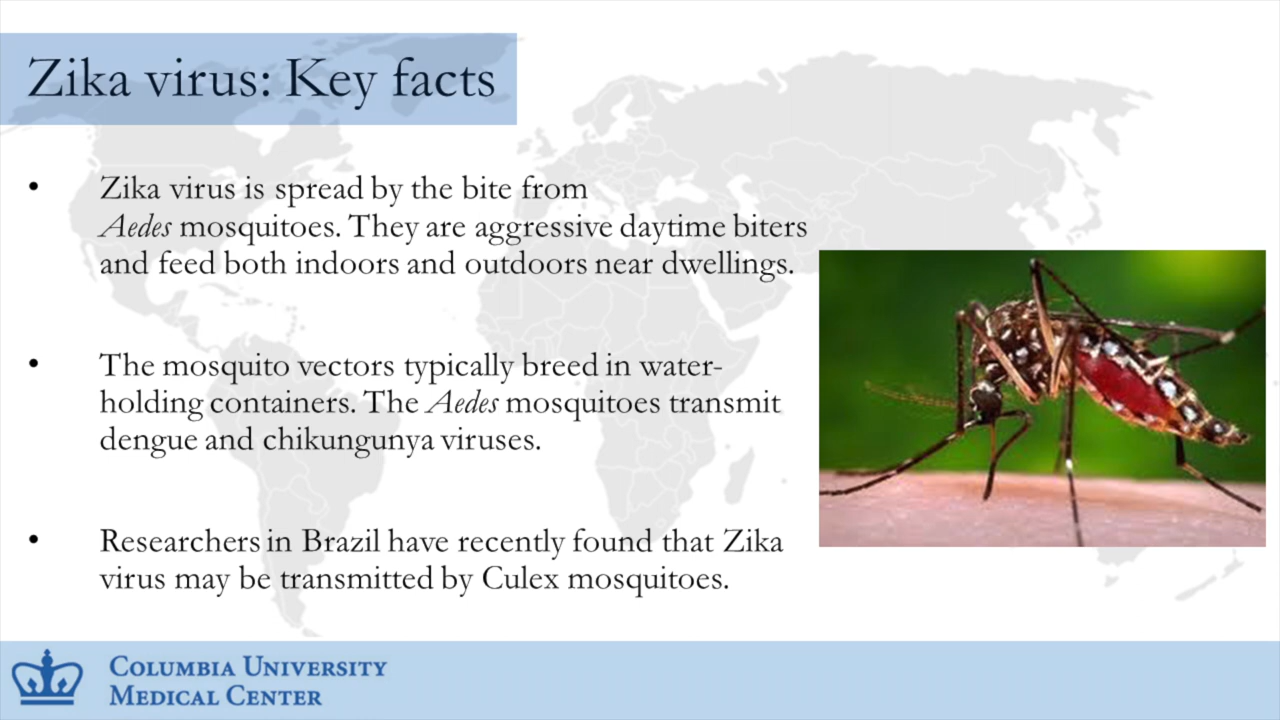 Zika virus: Key facts
• Zika virus is spread by the bite from
Aedes mosquitoes. They are aggressive daytime biters
and feed both indoors and outdoors near dwellings.
• The mosquito vectors typically breed in water-
holding containers. The Aedes mosquitoes transmit
dengue and chikungunya viruses.
• Researchers in Brazil have recently found that Zika
virus may be transmitted by Culex mosquitoes.
COLUMBIA UNIVERSITY
MEDICAL CENTER